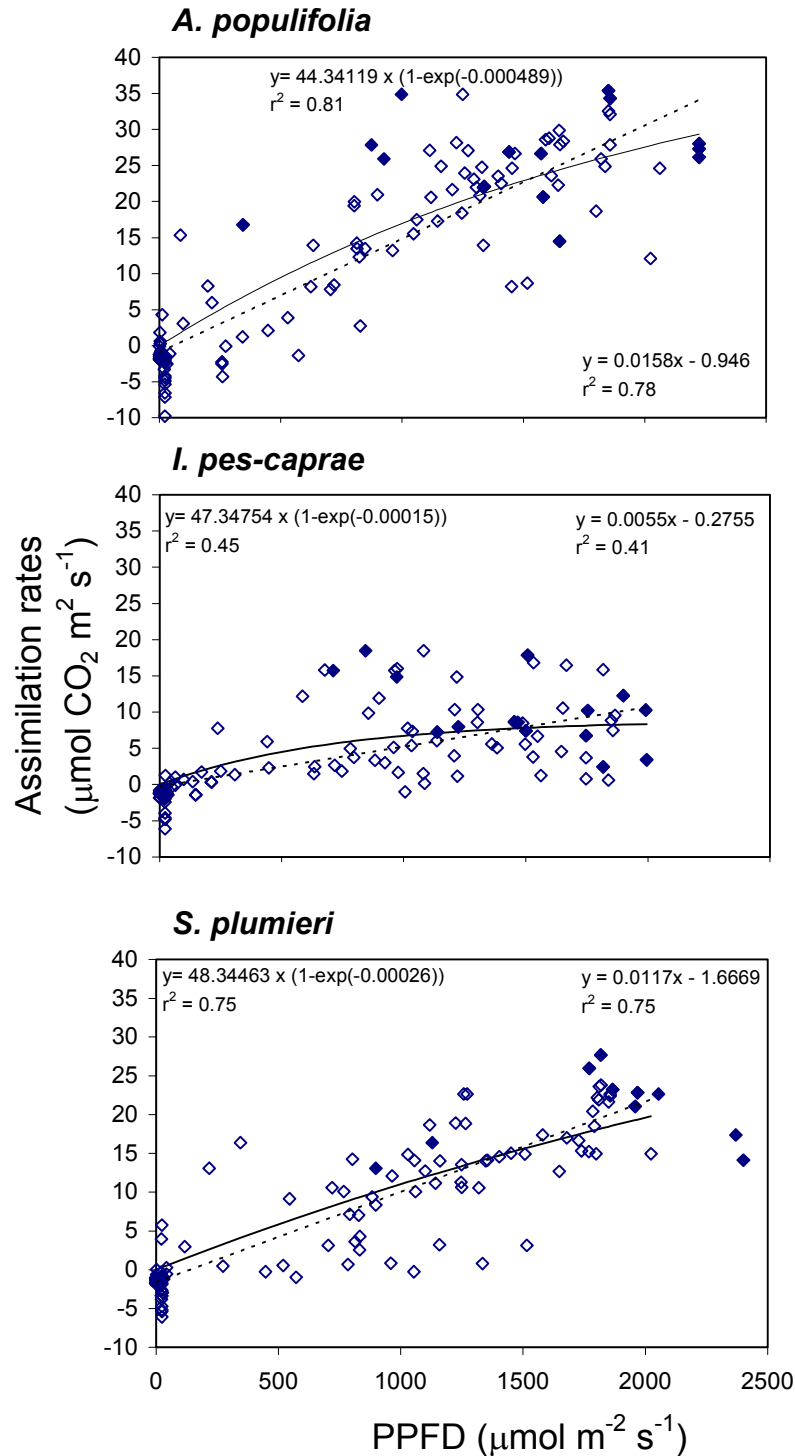 A. populifolia
y= 44.34119 x (1-exp(-0.000489))
r² = 0.81
40
35
30
25
20
15
10
5
0
-5
-10
y = 0.0158x - 0.946
r² = 0.78
I. pes-caprae
y= 47.34754 x (1-exp(-0.00015))
r² = 0.45
y = 0.0055x - 0.2755
r² = 0.41
40
35
30
25
20
15
10
5
0
-5
-10
Assimilation rates
(μmol CO₂ m² s⁻¹)
S. plumieri
y= 48.34463 x (1-exp(-0.00026))
r² = 0.75
y = 0.0117x - 1.6669
r² = 0.75
40
35
30
25
20
15
10
5
0
-5
-10
0 500 1000 1500 2000 2500
PPFD (μmol m⁻² s⁻¹)